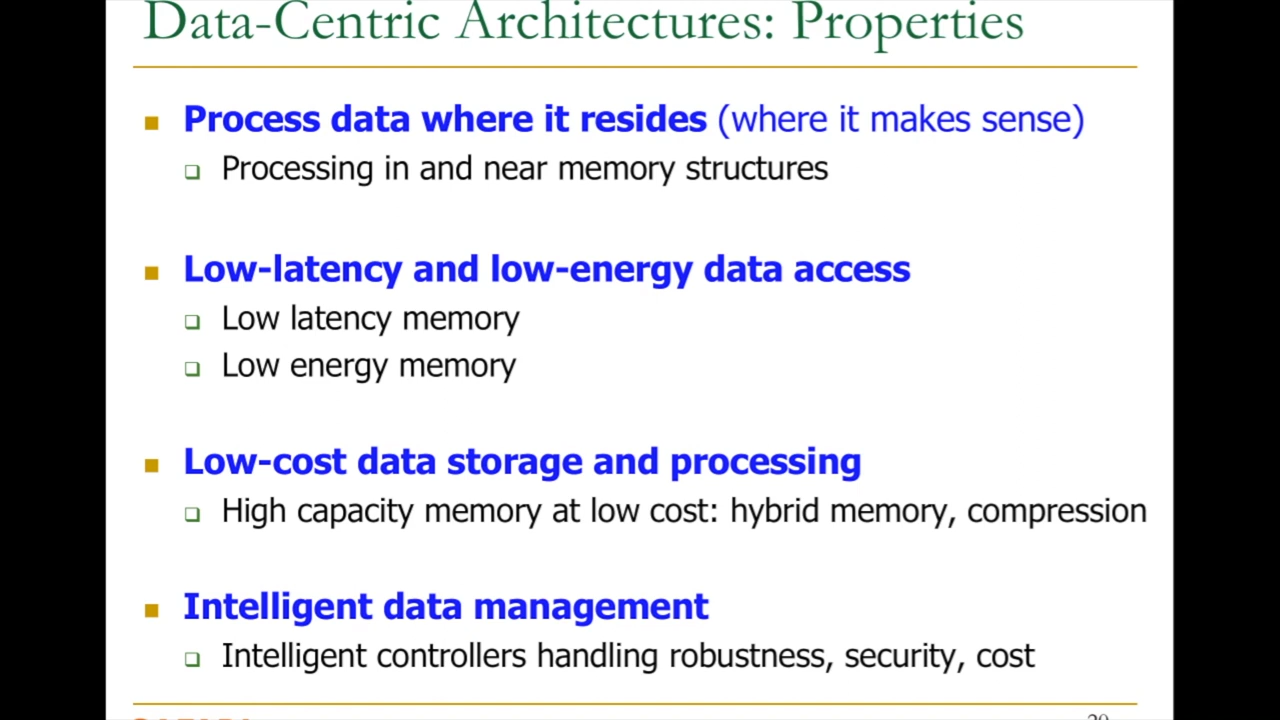 Data-Centric Architectures: Properties
Process data where it resides (where it makes sense)
Processing in and near memory structures
Low-latency and low-energy data access
Low latency memory
Low energy memory
Low-cost data storage and processing
High capacity memory at low cost: hybrid memory, compression
Intelligent data management
Intelligent controllers handling robustness, security, cost